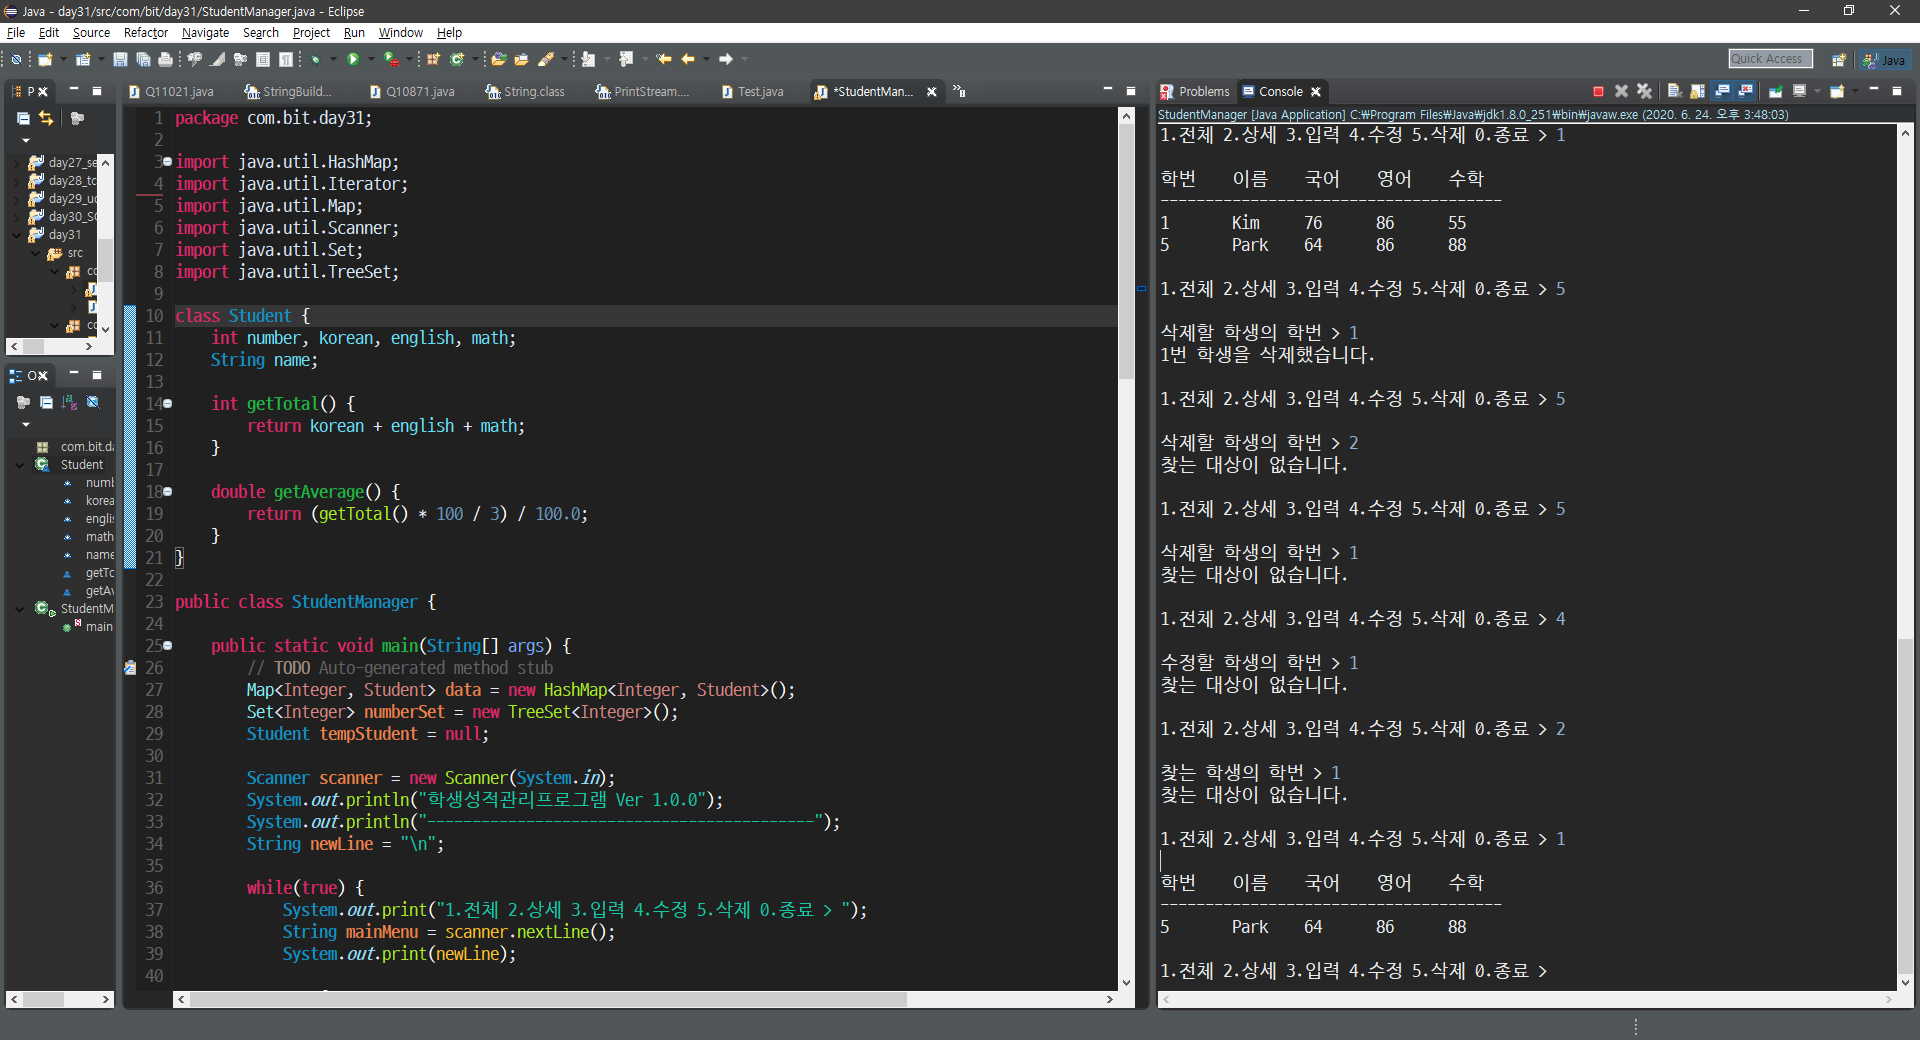 Java - day31/src/com/bit/day31/StudentManager.java - Eclipse
File Edit Source Refactor Navigate Search Project Run Window Help
Quick Access
Java
P
day27_se
day28_tc
day29_uc
day30_SC
day31
src
O
com.bit.da
Student
numb
korea
englis
math
name
getTo
getAv
StudentM
main
Q11021.java StringBuild... Q10871.java String.class PrintStream.... Test.java *StudentMan...
1 package com.bit.day31;
2
3 import java.util.HashMap;
4 import java.util.Iterator;
5 import java.util.Map;
6 import java.util.Scanner;
7 import java.util.Set;
8 import java.util.TreeSet;
9
10 class Student {
11 int number, korean, english, math;
12 String name;
13
14 int getTotal() {
15 return korean + english + math;
16 }
17
18 double getAverage() {
19 return (getTotal() * 100 / 3) / 100.0;
20 }
21 }
22
23 public class StudentManager {
24
25 public static void main(String[] args) {
26 // TODO Auto-generated method stub
27 Map<Integer, Student> data = new HashMap<Integer, Student>();
28 Set<Integer> numberSet = new TreeSet<Integer>();
29 Student tempStudent = null;
30
31 Scanner scanner = new Scanner(System.in);
32 System.out.println("학생성적관리프로그램 Ver 1.0.0");
33 System.out.println("-------------------------------------------");
34 String newLine = "\n";
35
36 while(true) {
37 System.out.print("1.전체 2.상세 3.입력 4.수정 5.삭제 0.종료 > ");
38 String mainMenu = scanner.nextLine();
39 System.out.print(newLine);
40
Problems Console
StudentManager [Java Application] C:₩Program Files₩Java₩jdk1.8.0_251₩bin₩javaw.exe (2020. 6. 24. 오후 3:48:03)
1.전체 2.상세 3.입력 4.수정 5.삭제 0.종료 > 1
학번 이름 국어 영어 수학
--------------------------------------
1 Kim 76 86 55
5 Park 64 86 88
1.전체 2.상세 3.입력 4.수정 5.삭제 0.종료 > 5
삭제할 학생의 학번 > 1
1번 학생을 삭제했습니다.
1.전체 2.상세 3.입력 4.수정 5.삭제 0.종료 > 5
삭제할 학생의 학번 > 2
찾는 대상이 없습니다.
1.전체 2.상세 3.입력 4.수정 5.삭제 0.종료 > 5
삭제할 학생의 학번 > 1
찾는 대상이 없습니다.
1.전체 2.상세 3.입력 4.수정 5.삭제 0.종료 > 4
수정할 학생의 학번 > 1
찾는 대상이 없습니다.
1.전체 2.상세 3.입력 4.수정 5.삭제 0.종료 > 2
찾는 학생의 학번 > 1
찾는 대상이 없습니다.
1.전체 2.상세 3.입력 4.수정 5.삭제 0.종료 > 1
학번 이름 국어 영어 수학
--------------------------------------
5 Park 64 86 88
1.전체 2.상세 3.입력 4.수정 5.삭제 0.종료 >